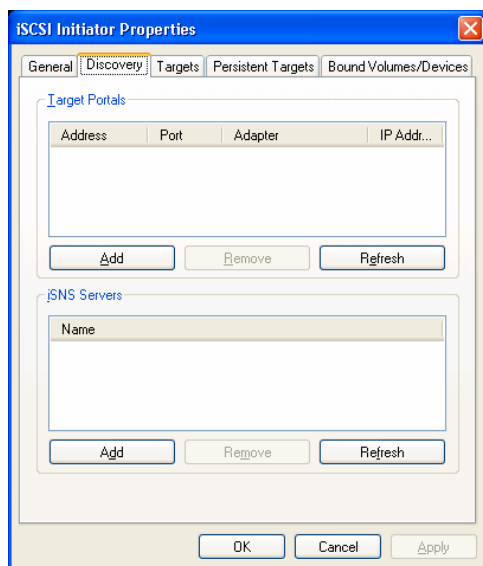 iSCSI Initiator Properties
General Discovery Targets Persistent Targets Bound Volumes/Devices
Target Portals
Address Port Adapter IP Addr...
Add Remove Refresh
iSNS Servers
Name
Add Remove Refresh
OK Cancel Apply